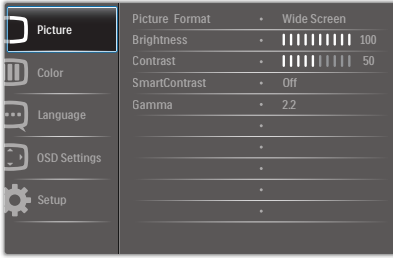 Picture
Color
Language
OSD Settings
Setup
Picture Format • Wide Screen
Brightness • 100
Contrast • 50
SmartContrast • Off
Gamma • 2.2
•
•
•
•
•